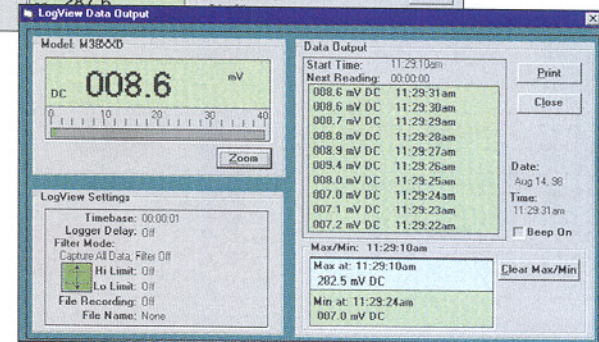 287.6
LogView Data Output
Model: M38XXD
DC 008.6 mV
0 10 20 30 40
Zoom
LogView Settings
Timebase: 00:00:01
Logger Delay: Off
Filter Mode:
Capture All Data, Filter Off
Hi Limit: Off
Lo Limit: Off
File Recording: Off
File Name: None
Data Output
Start Time: 11:29:10am
Next Reading: 00:00:00
008.6 mV DC 11:29:31am
008.6 mV DC 11:29:30am
008.7 mV DC 11:29:29am
008.8 mV DC 11:29:28am
008.9 mV DC 11:29:27am
009.4 mV DC 11:29:26am
008.0 mV DC 11:29:25am
007.0 mV DC 11:29:24am
007.1 mV DC 11:29:23am
007.2 mV DC 11:29:22am
Max/Min: 11:29:10am
Max at: 11:29:10am
282.5 mV DC
Min at: 11:29:24am
007.0 mV DC
Print
Close
Date:
Aug 14, 98
Time:
11:29:31am
Beep On
Clear Max/Min